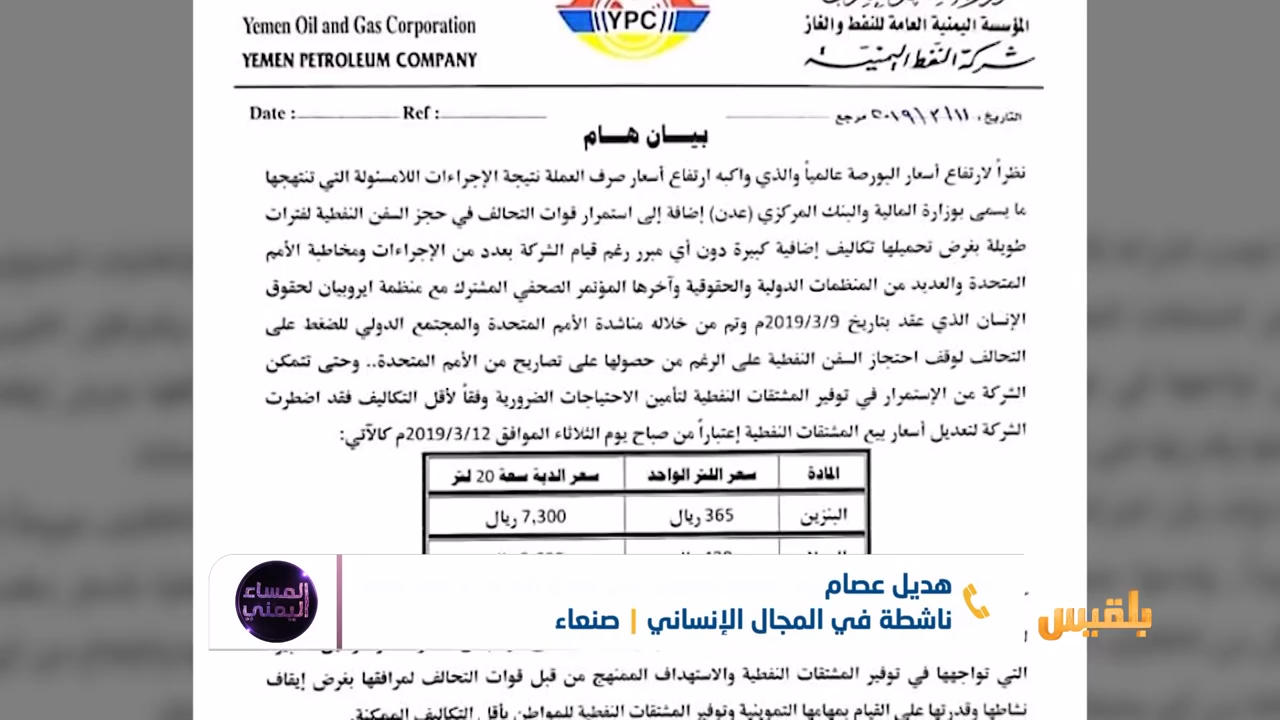 Yemen Oil and Gas Corporation
YEMEN PETROLEUM COMPANY
YPC
المؤسسة اليمنية العامة للنفط والغاز
شركة النفط اليمنية
Date : Ref :
التاريخ: ٢٠١٩/٣/١١ مرجع
بيـــان هـــام
نظراً لارتفاع أسعار البورصة عالمياً والذي واكبه ارتفاع أسعار صرف العملة نتيجة الإجراءات اللامسئولة التي تنتهجها
ما يسمى بوزارة المالية والبنك المركزي (عدن) إضافة إلى استمرار قوات التحالف في حجز السفن النفطية لفترات
طويلة بغرض تحميلها تكاليف إضافية كبيرة دون أي مبرر رغم قيام الشركة بعدد من الإجراءات ومخاطبة الأمم
المتحدة والعديد من المنظمات الدولية والحقوقية وآخرها المؤتمر الصحفي المشترك مع منظمة ايروبيان لحقوق
الإنسان الذي عقد بتاريخ 2019/3/9م وتم من خلاله مناشدة الأمم المتحدة والمجتمع الدولي للضغط على
التحالف لوقف احتجاز السفن النفطية على الرغم من حصولها على تصاريح من الأمم المتحدة.. وحتى تتمكن
الشركة من الإستمرار في توفير المشتقات النفطية لتأمين الاحتياجات الضرورية وفقاً لأقل التكاليف فقد اضطرت
الشركة لتعديل أسعار بيع المشتقات النفطية إعتباراً من صباح يوم الثلاثاء الموافق 2019/3/12م كالآتي:
المادة سعر اللتر الواحد سعر الدبة سعة 20 لتر
البنزين 365 ريال 7,300 ريال
هديل عصام
ناشطة في المجال الإنساني | صنعاء
المساء
اليمني
بلقيس
التي تواجهها في توفير المشتقات النفطية والاستهداف الممنهج من قبل قوات التحالف لمرافقها بغرض إيقاف
نشاطها وقدرتها على القيام بمهامها التموينية وتوفير المشتقات النفطية للمواطن بأقل التكاليف الممكنة.